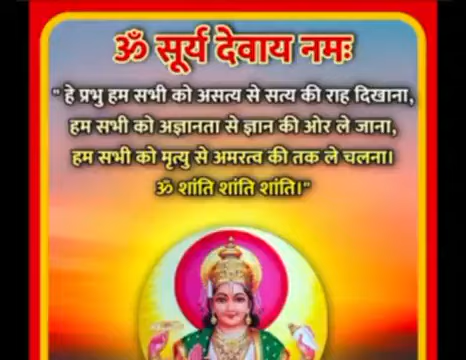 ॐ सूर्य देवाय नमः
" हे प्रभु हम सभी को असत्य से सत्य की राह दिखाना,
हम सभी को अज्ञानता से ज्ञान की ओर ले जाना,
हम सभी को मृत्यु से अमरत्व की तक ले चलना।
ॐ शांति शांति शांति।"